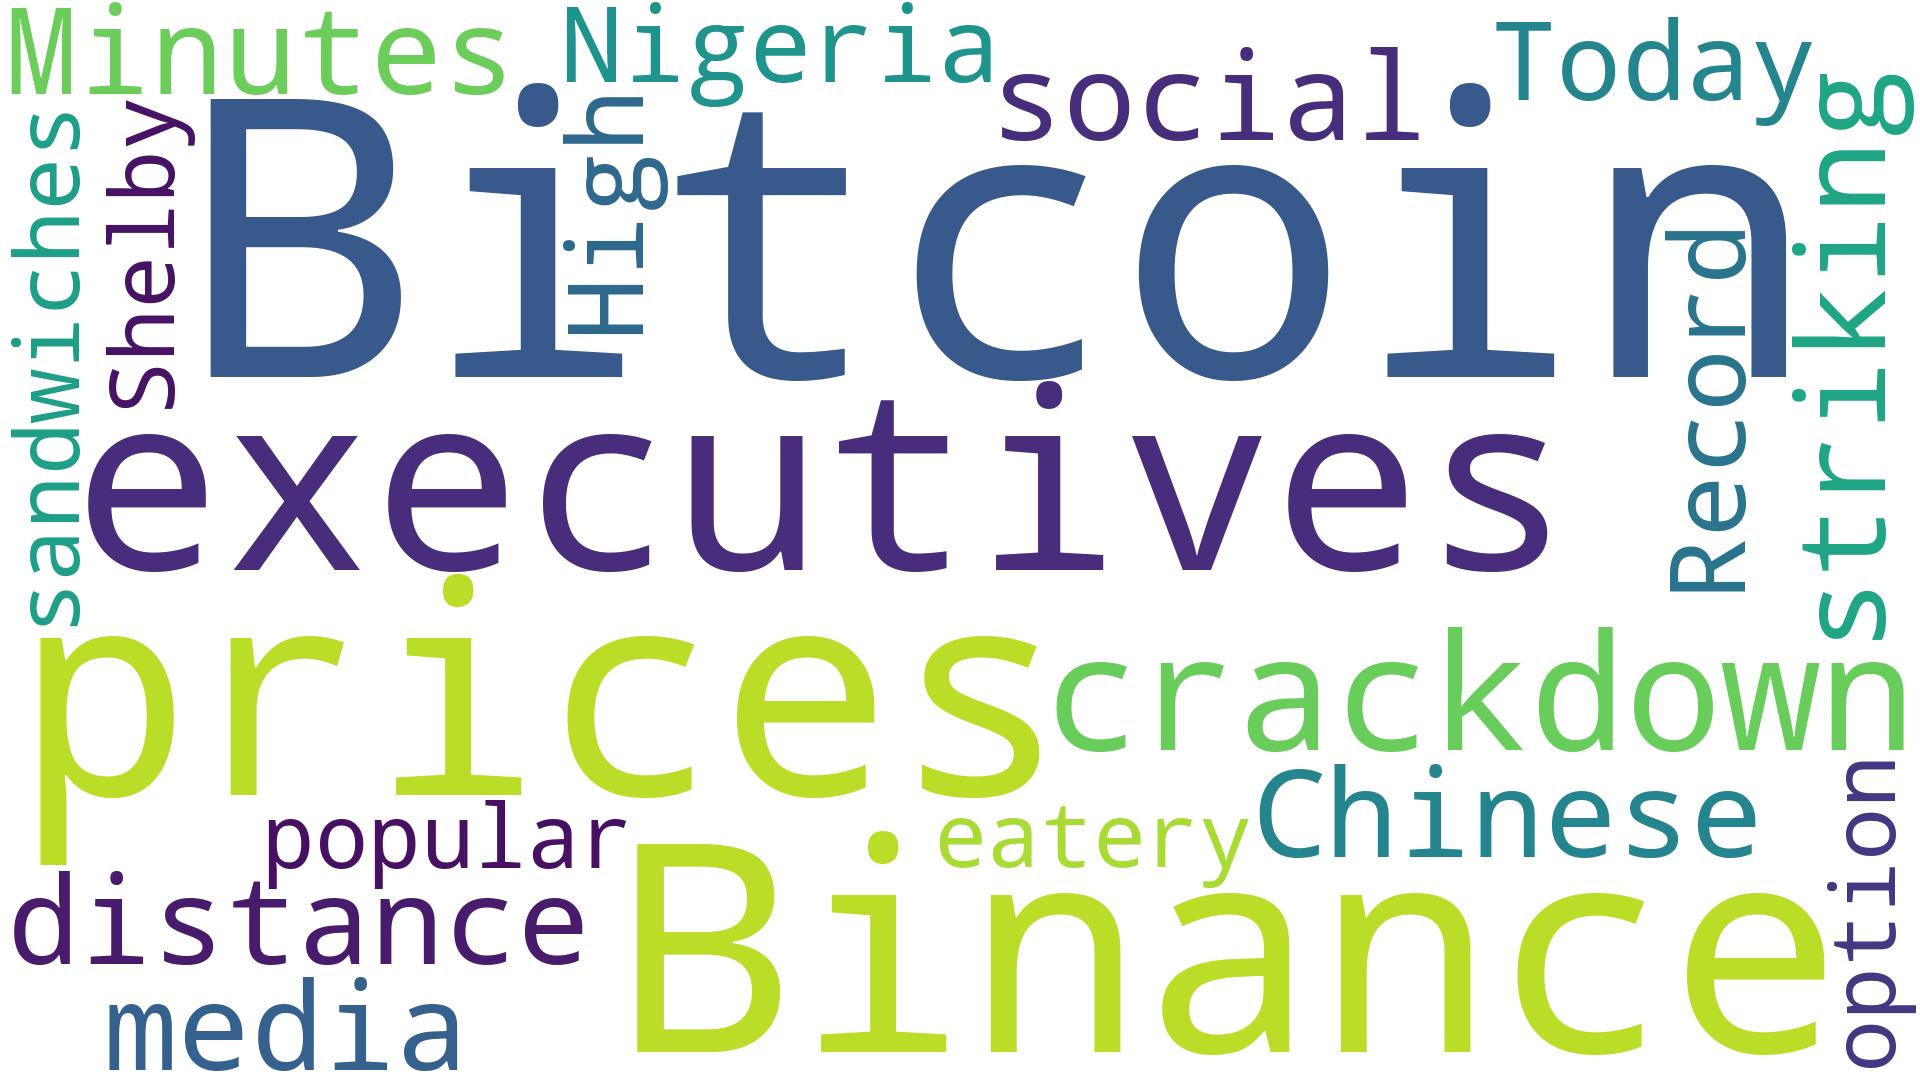 Minutes
Nigeria
social
Today
Bitcoin
High
sandwiches
Shelby
Record
striking
executives
prices
crackdown
popular
eatery
Chinese
option
distance
Binance
media